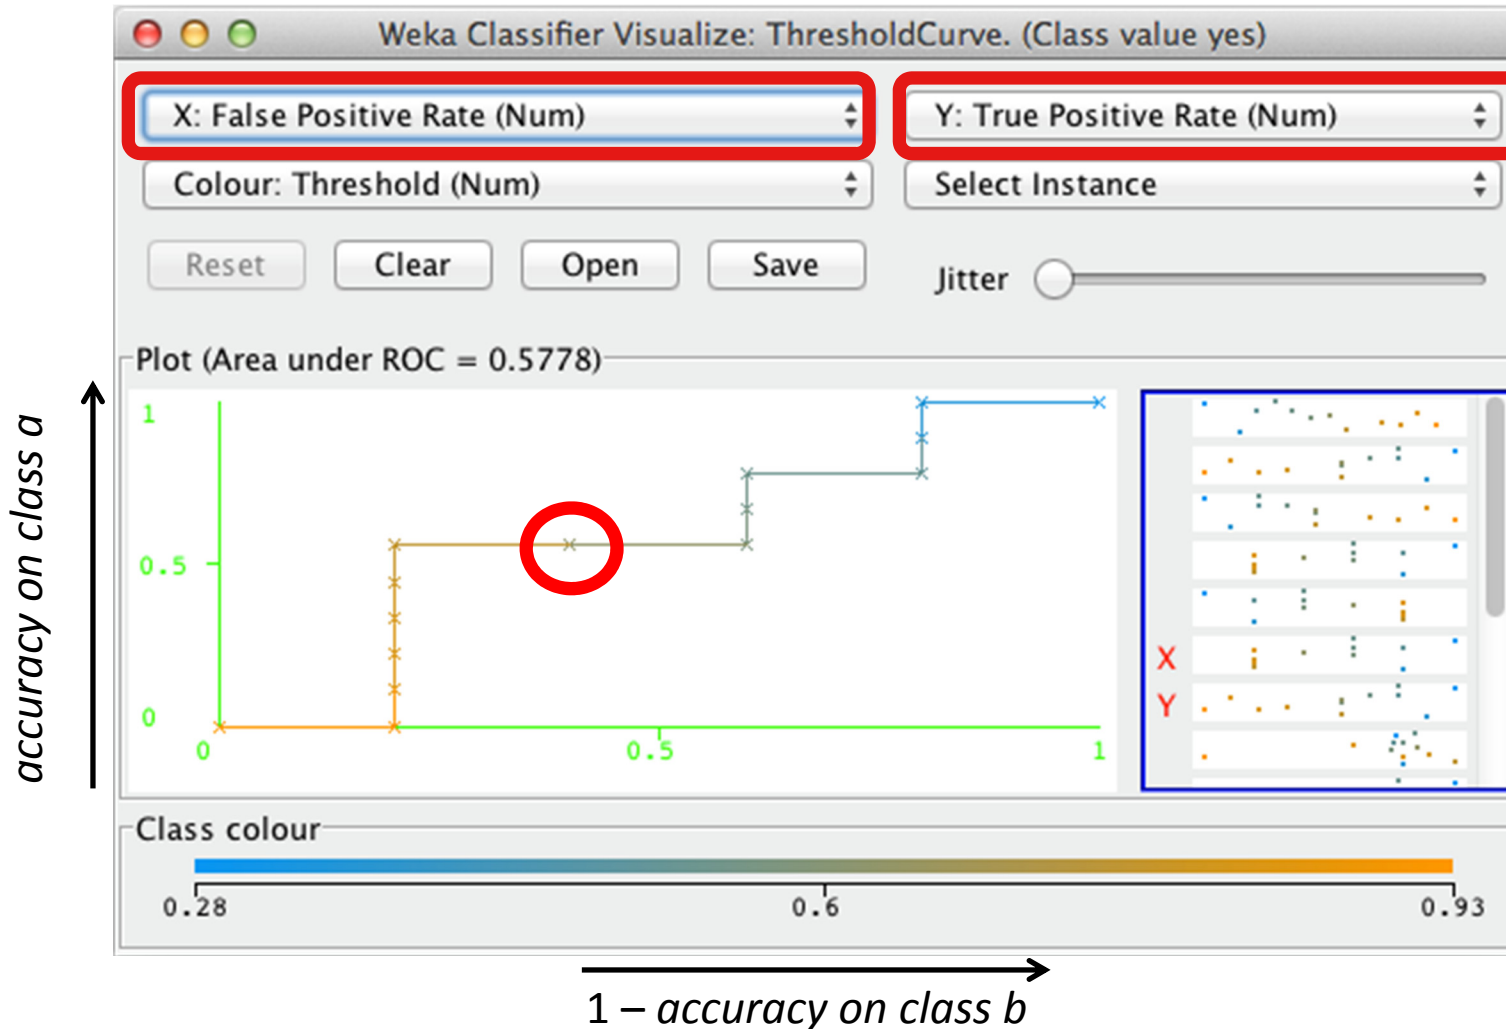 Weka Classifier Visualize: ThresholdCurve. (Class value yes)
X: False Positive Rate (Num)
Y: True Positive Rate (Num)
Colour: Threshold (Num)
Select Instance
Reset
Clear
Open
Save
Jitter
Plot (Area under ROC = 0.5778)
accuracy on class a
1
0.5
0
0
0.5
1
X
Y
Class colour
0.28
0.6
0.93
1 – accuracy on class b